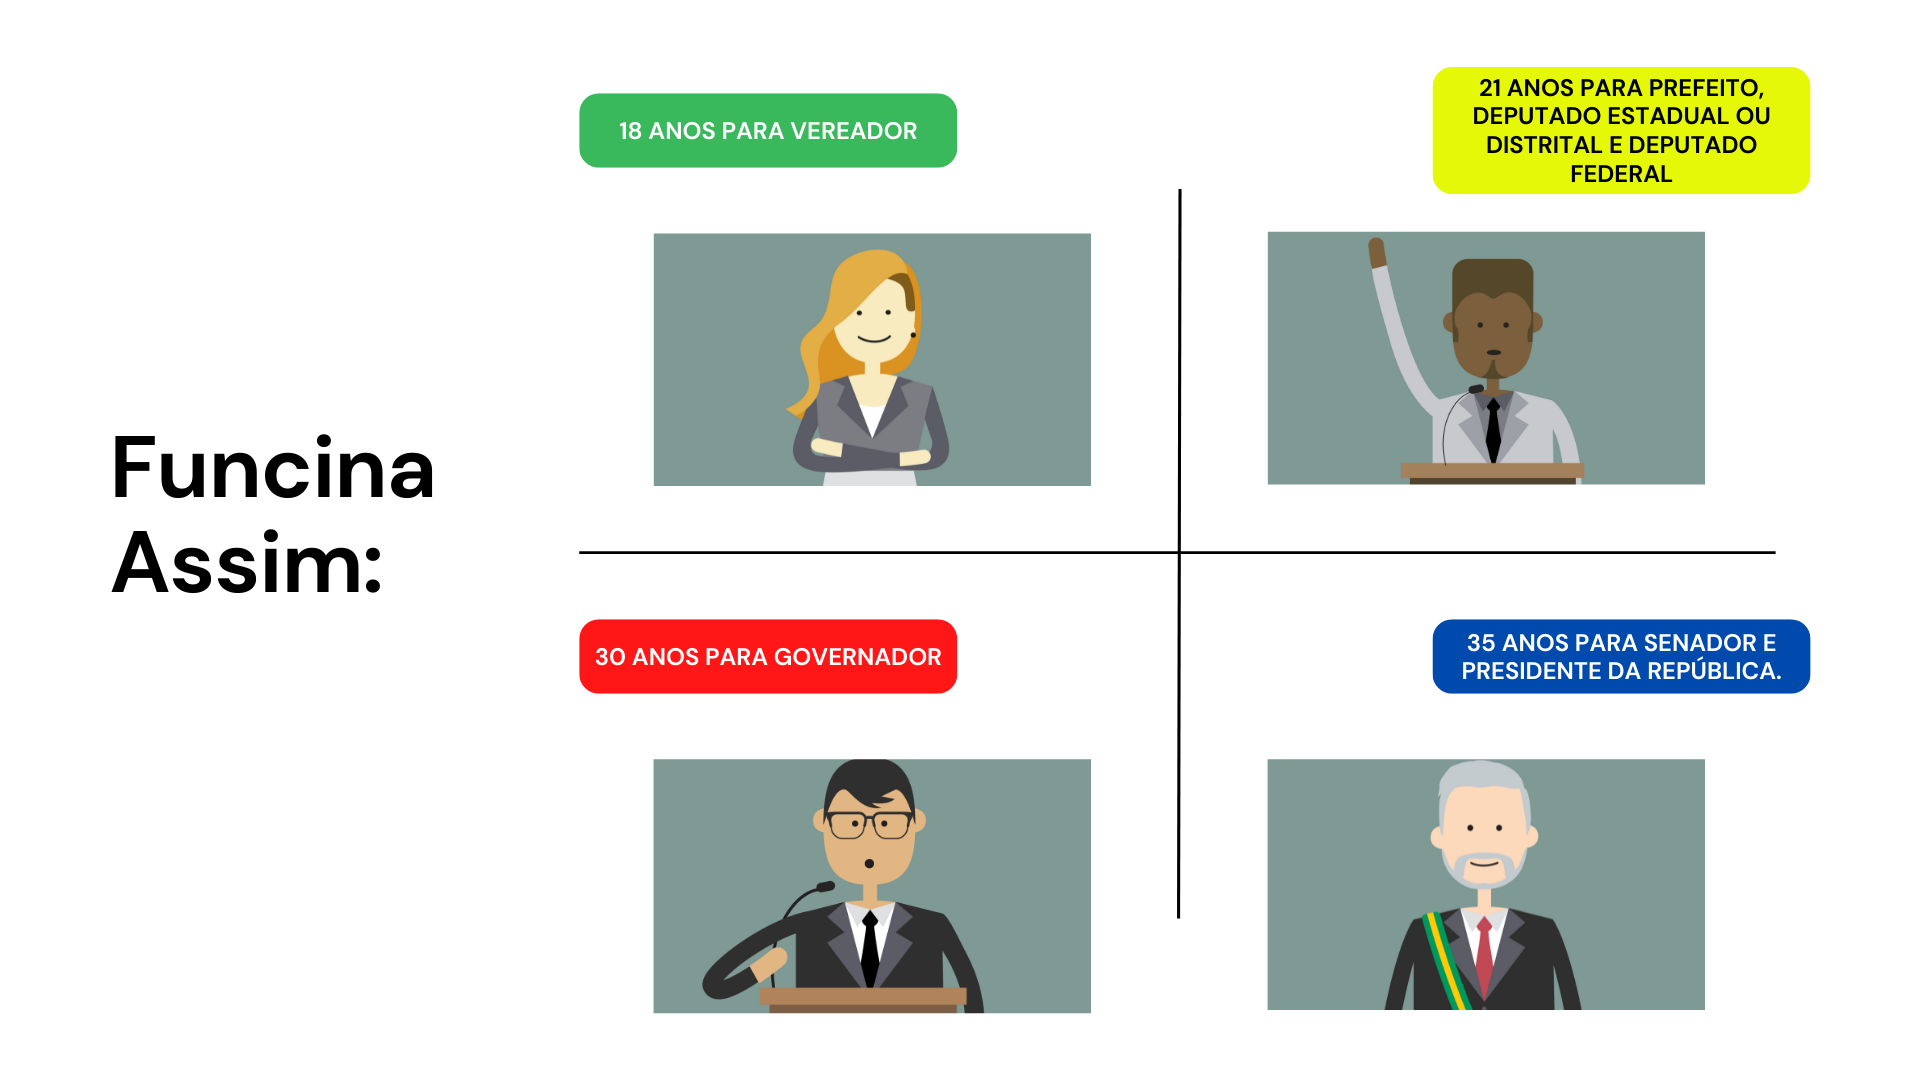 Funcina
Assim:
18 ANOS PARA VEREADOR
21 ANOS PARA PREFEITO,
DEPUTADO ESTADUAL OU
DISTRITAL E DEPUTADO
FEDERAL
30 ANOS PARA GOVERNADOR
35 ANOS PARA SENADOR E
PRESIDENTE DA REPÚBLICA.